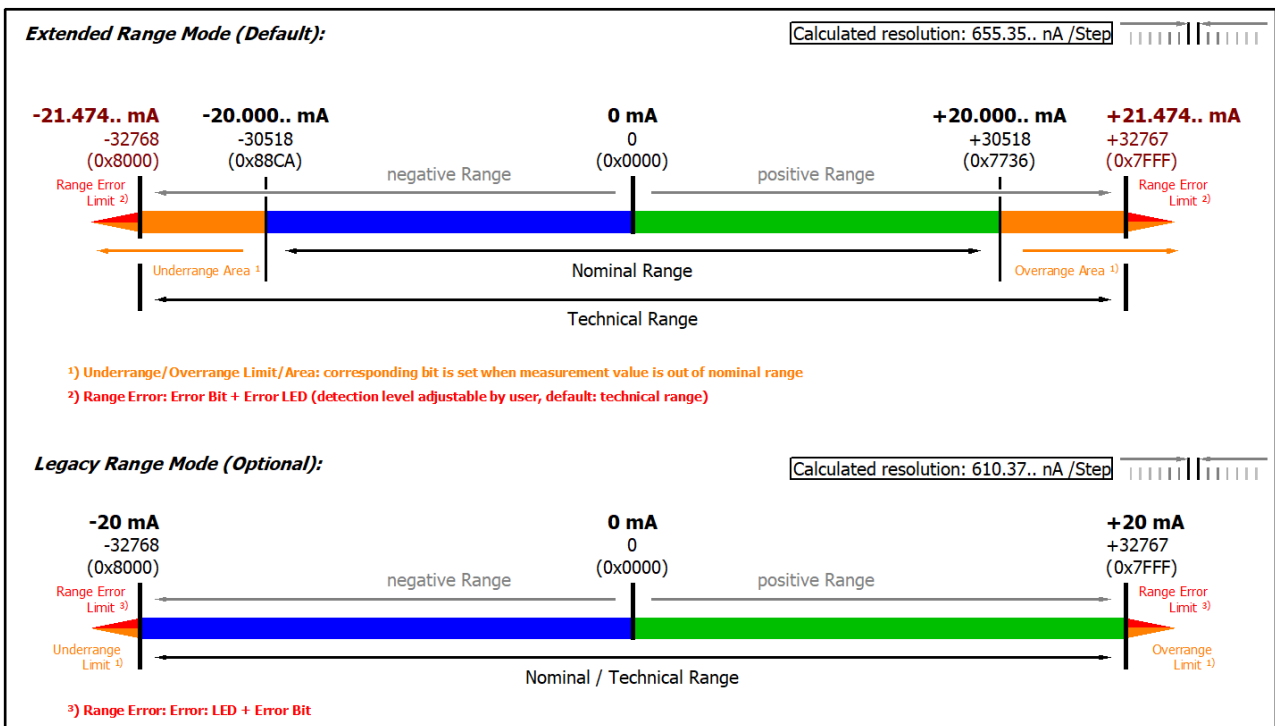 Extended Range Mode (Default):
Calculated resolution: 655.35.. nA /Step
-21.474.. mA
-20.000.. mA
0 mA
+20.000.. mA
+21.474.. mA
-32768
-30518
0
+30518
+32767
(0x8000)
(0x88CA)
(0x0000)
(0x7736)
(0x7FFF)
negative Range
positive Range
Range Error
Limit ²⁾
Range Error
Limit ²⁾
Underrange Area ¹
Nominal Range
Overrange Area ¹⁾
Technical Range
¹) Underrange/Overrange Limit/Area: corresponding bit is set when measurement value is out of nominal range
²) Range Error: Error Bit + Error LED (detection level adjustable by user, default: technical range)
Legacy Range Mode (Optional):
Calculated resolution: 610.37.. nA /Step
-20 mA
0 mA
+20 mA
-32768
0
+32767
(0x8000)
(0x0000)
(0x7FFF)
negative Range
positive Range
Range Error
Limit ³⁾
Range Error
Limit ³⁾
Underrange
Limit ¹⁾
Overrange
Limit ¹⁾
Nominal / Technical Range
³) Range Error: Error: LED + Error Bit